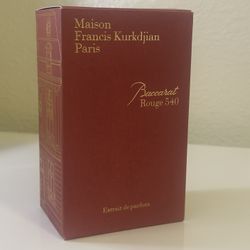 Maison
Francis Kurkdjian
Paris
Baccarat
Rouge 540
Extrait de parfum